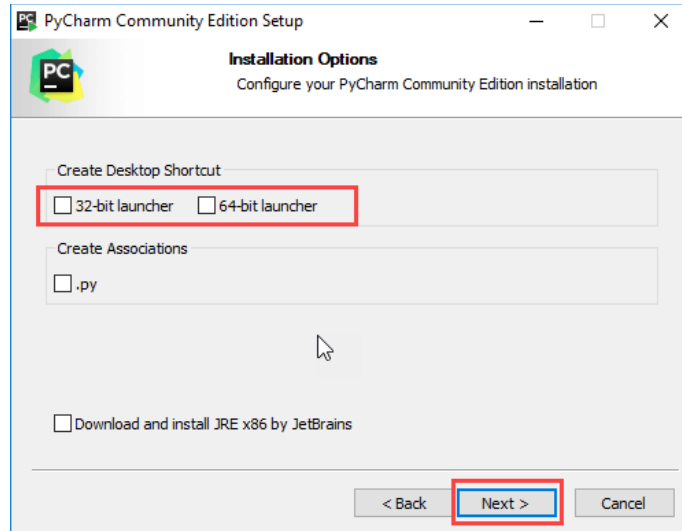 PyCharm Community Edition Setup
PC
Installation Options
Configure your PyCharm Community Edition installation
Create Desktop Shortcut
32-bit launcher 64-bit launcher
Create Associations
.py
Download and install JRE x86 by JetBrains
< Back Next > Cancel